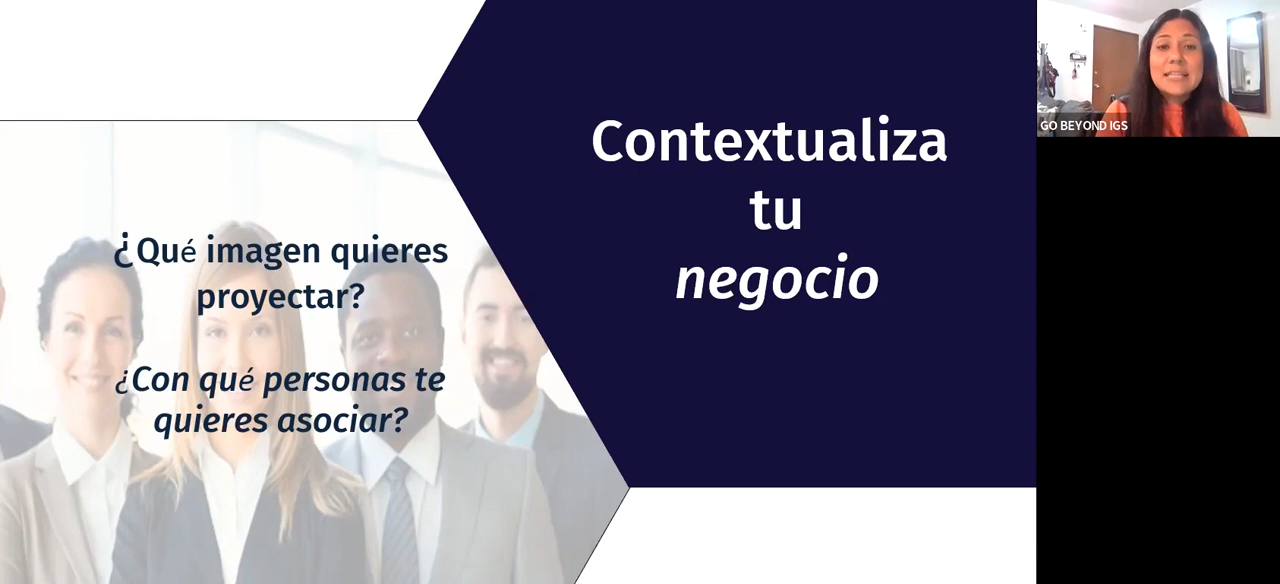 ¿Qué imagen quieres
proyectar?
¿Con qué personas te
quieres asociar?
Contextualiza
tu
negocio
GO BEYOND IGS